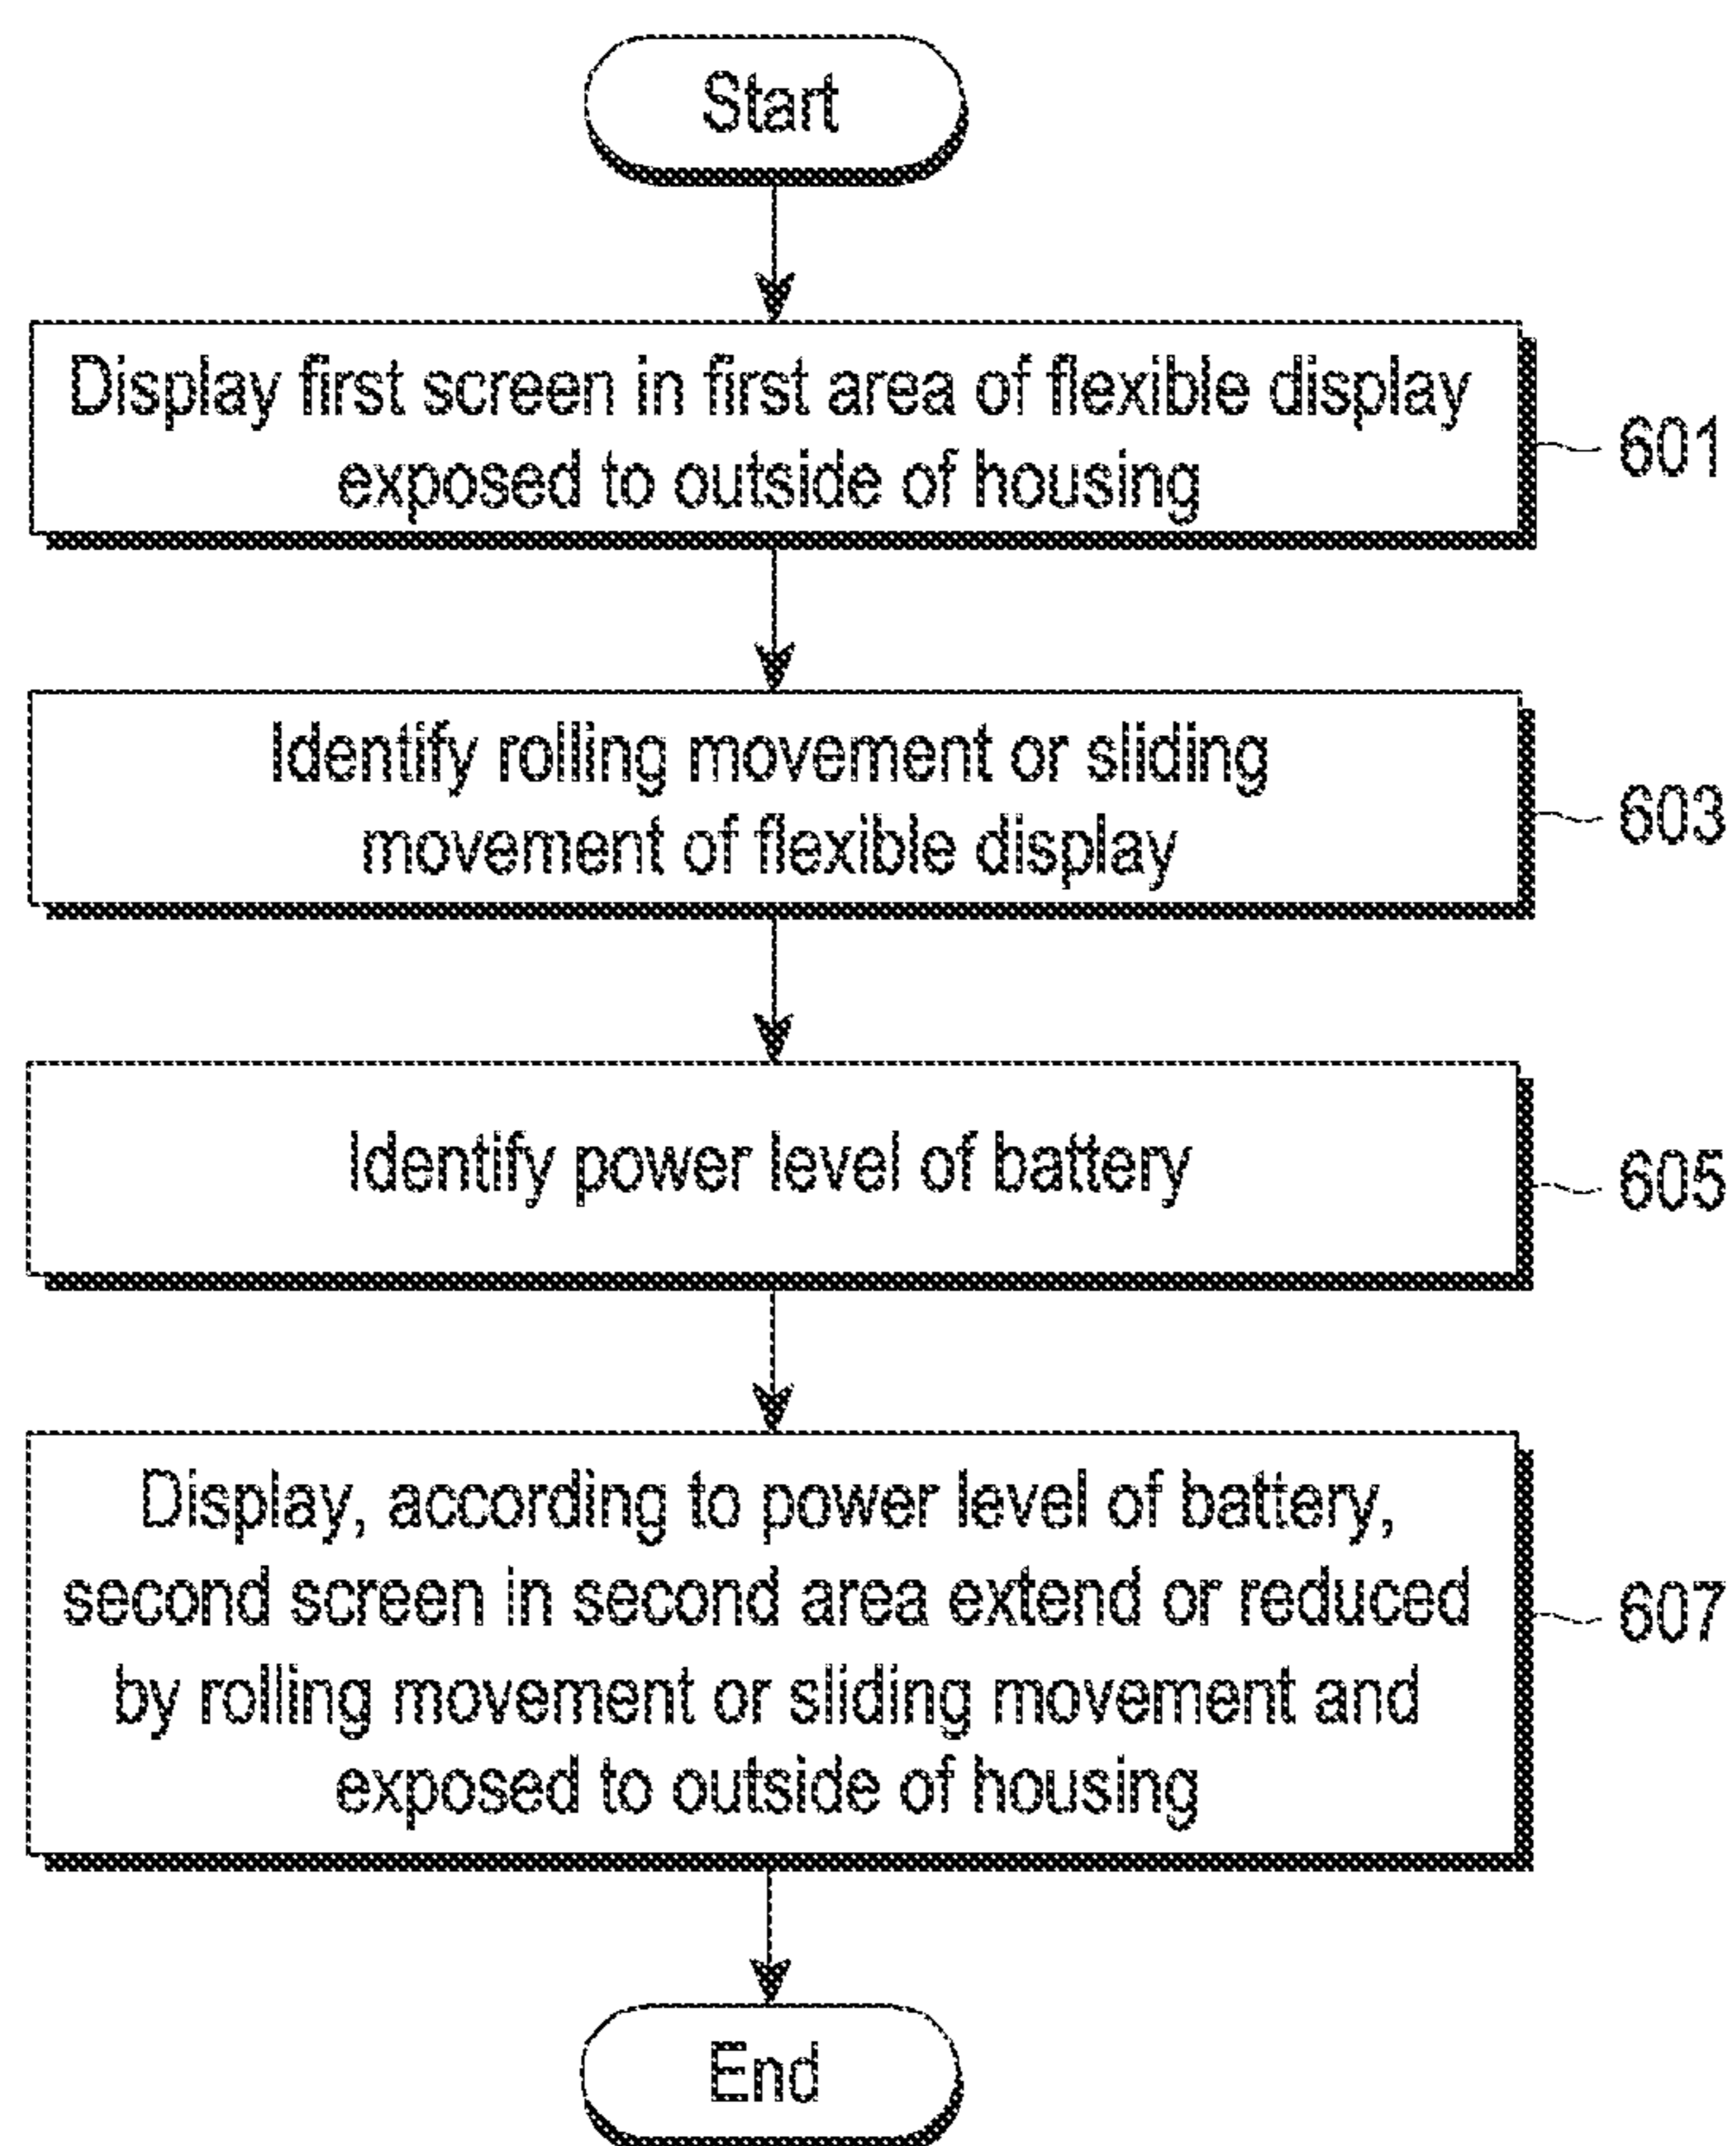 Start
Display first screen in first area of flexible display
exposed to outside of housing
601
Identify rolling movement or sliding
movement of flexible display
603
Identify power level of battery
605
Display, according to power level of battery,
second screen in second area extend or reduced
by rolling movement or sliding movement and
exposed to outside of housing
607
End